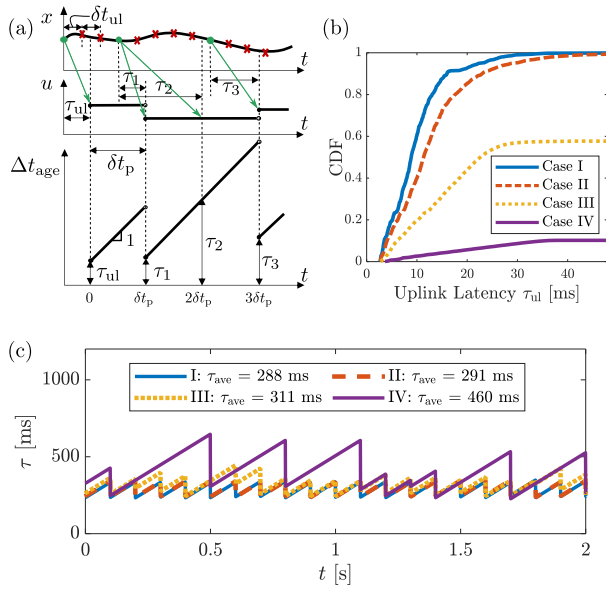 (a)
x
δt_ul
t
u
τ_ul
τ_1
τ_2
τ_3
t
Δt_age
δt_p
1
τ_ul
τ_1
τ_2
τ_3
t
0
δt_p
2δt_p
3δt_p
(b)
CDF
1
0.8
0.6
0.4
0.2
0
0 10 20 30 40
Case I
Case II
Case III
Case IV
Uplink Latency τ_ul [ms]
(c)
τ [ms]
1200
500
0
I: τ_ave = 288 ms II: τ_ave = 291 ms
III: τ_ave = 311 ms IV: τ_ave = 460 ms
0 0.5 1 1.5 2
t [s]